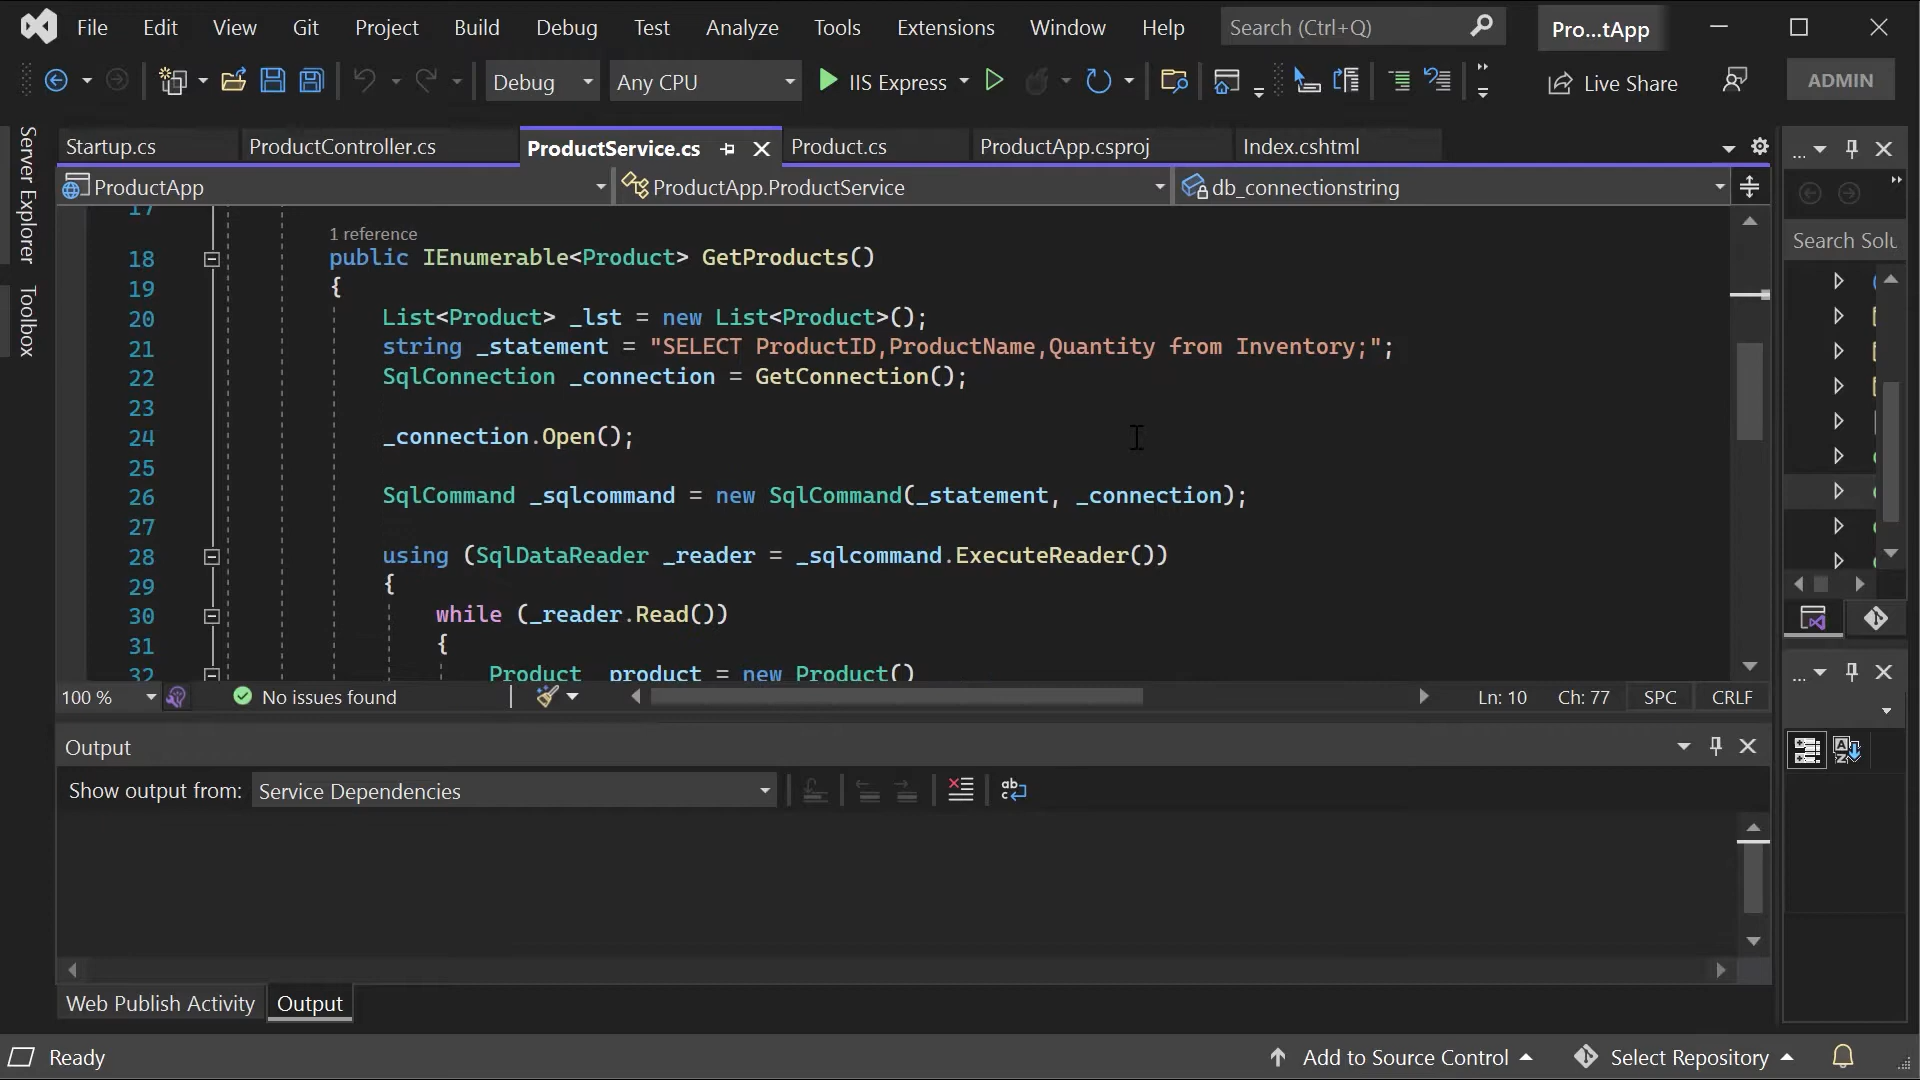 File Edit View Git Project Build Debug Test Analyze Tools Extensions Window Help Search (Ctrl+Q) Pro...tApp
Debug Any CPU IIS Express Live Share ADMIN
Server Explorer
Toolbox
Startup.cs ProductController.cs ProductService.cs Product.cs ProductApp.csproj Index.cshtml
ProductApp ProductApp.ProductService db_connectionstring
17
1 reference
18 public IEnumerable<Product> GetProducts()
19 {
20 List<Product> _lst = new List<Product>();
21 string _statement = "SELECT ProductID,ProductName,Quantity from Inventory;";
22 SqlConnection _connection = GetConnection();
23
24 _connection.Open();
25
26 SqlCommand _sqlcommand = new SqlCommand(_statement, _connection);
27
28 using (SqlDataReader _reader = _sqlcommand.ExecuteReader())
29 {
30 while (_reader.Read())
31 {
32 Product _product = new Product()
100 % No issues found Ln: 10 Ch: 77 SPC CRLF
Search Solu
Output
Show output from: Service Dependencies
Web Publish Activity Output
Ready Add to Source Control Select Repository